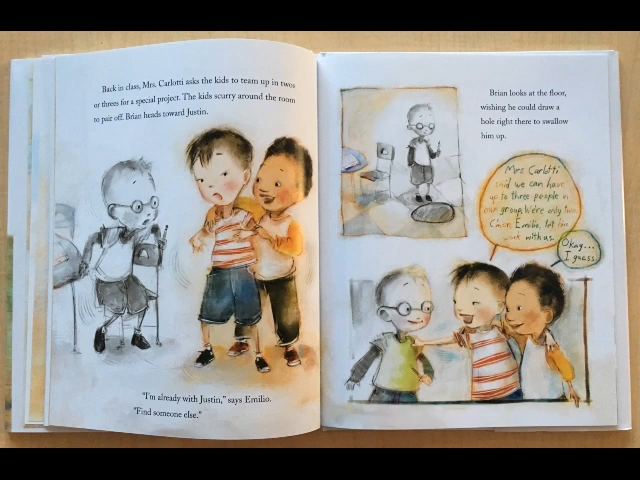 Back in class, Mrs. Carlotti asks the kids to team up in twos
or threes for a special project. The kids scurry around the room
to pair off. Brian heads toward Justin.
"I'm already with Justin," says Emilio.
"Find someone else."
Brian looks at the floor,
wishing he could draw a
hole right there to swallow
him up.
Mrs. Carlotti
said we can have
up to three people in
our group. We're only two.
C'mon, Emilio, let him
work with us.
Okay...
I guess.